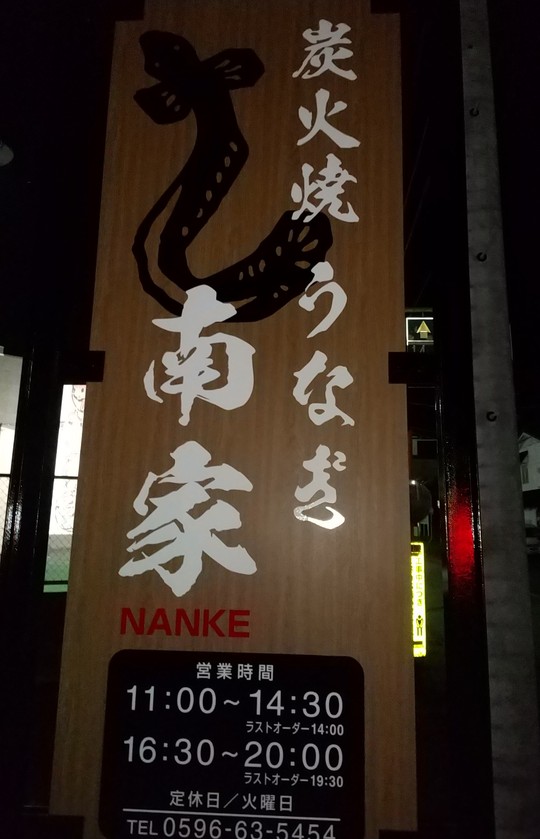 炭火焼うなぎ
南家
NANKE
営業時間
11:00~14:30
ラストオーダー14:00
16:30~20:00
ラストオーダー19:30
定休日/火曜日
TEL 0596-63-5454